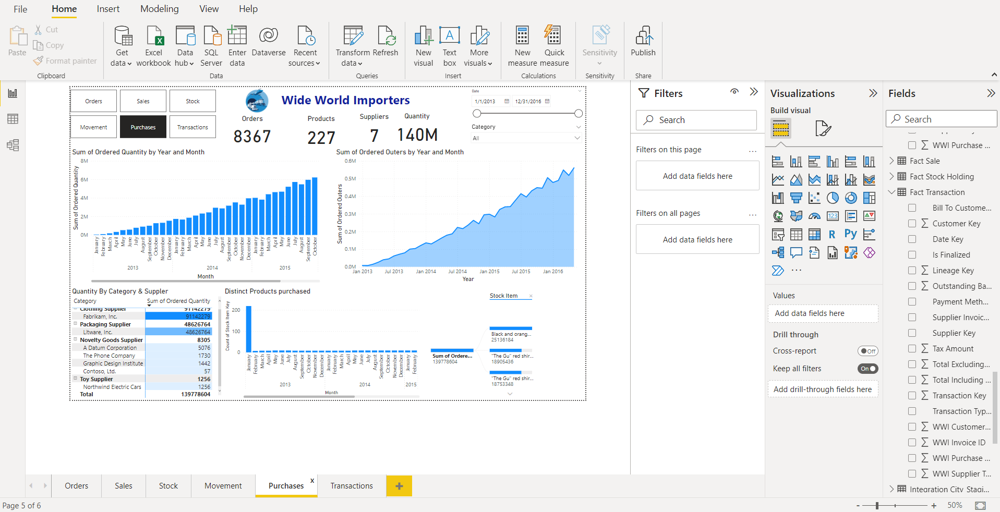 File Home Insert Modeling View Help
Paste
Cut
Copy
Format painter
Clipboard
Get data
Excel workbook
Data hub
SQL Server
Enter data
Dataverse
Recent sources
Data
Transform data
Refresh
Queries
New visual
A
Text box
More visuals
Insert
New measure
Quick measure
Calculations
Sensitivity
Sensitivity
Publish
Share
Orders
Sales
Stock
Movement
Purchases
Transactions
Wide World Importers
Orders
8367
Products
227
Suppliers
7
Quantity
140M
Date
1/1/2013
12/31/2016
Category
All
Sum of Ordered Quantity by Year and Month
Sum of Ordered Quantity
8M
6M
4M
2M
0M
January February March April May June July August September October November December January February March April May June July August September October November December January February March April May June July August September October
2013 2014 2015
Month
Sum of Ordered Outers by Year and Month
Sum of Ordered Outers
0.6M
0.5M
0.4M
0.3M
0.2M
0.1M
0.0M
Jan 2013 Jul 2013 Jan 2014 Jul 2014 Jan 2015 Jul 2015 Jan 2016
Year
Quantity By Category & Suppler
Category Sum of Ordered Quantity
Clothing Supplier 91142279
Fabrikam, Inc. 91142279
Packaging Supplier 48626764
Litware, Inc. 48626764
Novelty Goods Supplier 8305
A Datum Corporation 5076
The Phone Company 1730
Graphic Design Institute 1442
Contoso, Ltd. 57
Toy Supplier 1256
Northwind Electric Cars 1256
Total 139778604
Distinct Products purchased
Count of Stock Item Key
200
100
0
January February March April May June July August September October November December January February March April May June July August September October November December January February
2013 2014 2015
Month
Stock Item
Sum of Ordere...
139778604
Black and orang...
25136184
"The Gu" red shir...
18905436
"The Gu" red shir...
18753348
Filters
Search
Filters on this page ...
Add data fields here
Filters on all pages ...
Add data fields here
Visualizations
Build visual
123
R
Py
...
Values
Add data fields here
Drill through
Cross-report Off
Keep all filters On
Add drill-through fields here
Fields
Search
WWI Purchase ...
Fact Sale
Fact Stock Holding
Fact Transaction
Bill To Custome...
Customer Key
Date Key
Is Finalized
Lineage Key
Outstanding Ba...
Payment Meth...
Supplier Invoic...
Supplier Key
Tax Amount
Total Excluding...
Total Including ...
Transaction Key
Transaction Typ...
WWI Customer...
WWI Invoice ID
WWI Purchase ...
WWI Supplier T...
Integration City Stagi...
Orders Sales Stock Movement Purchases x Transactions +
Page 5 of 6
- + 50%